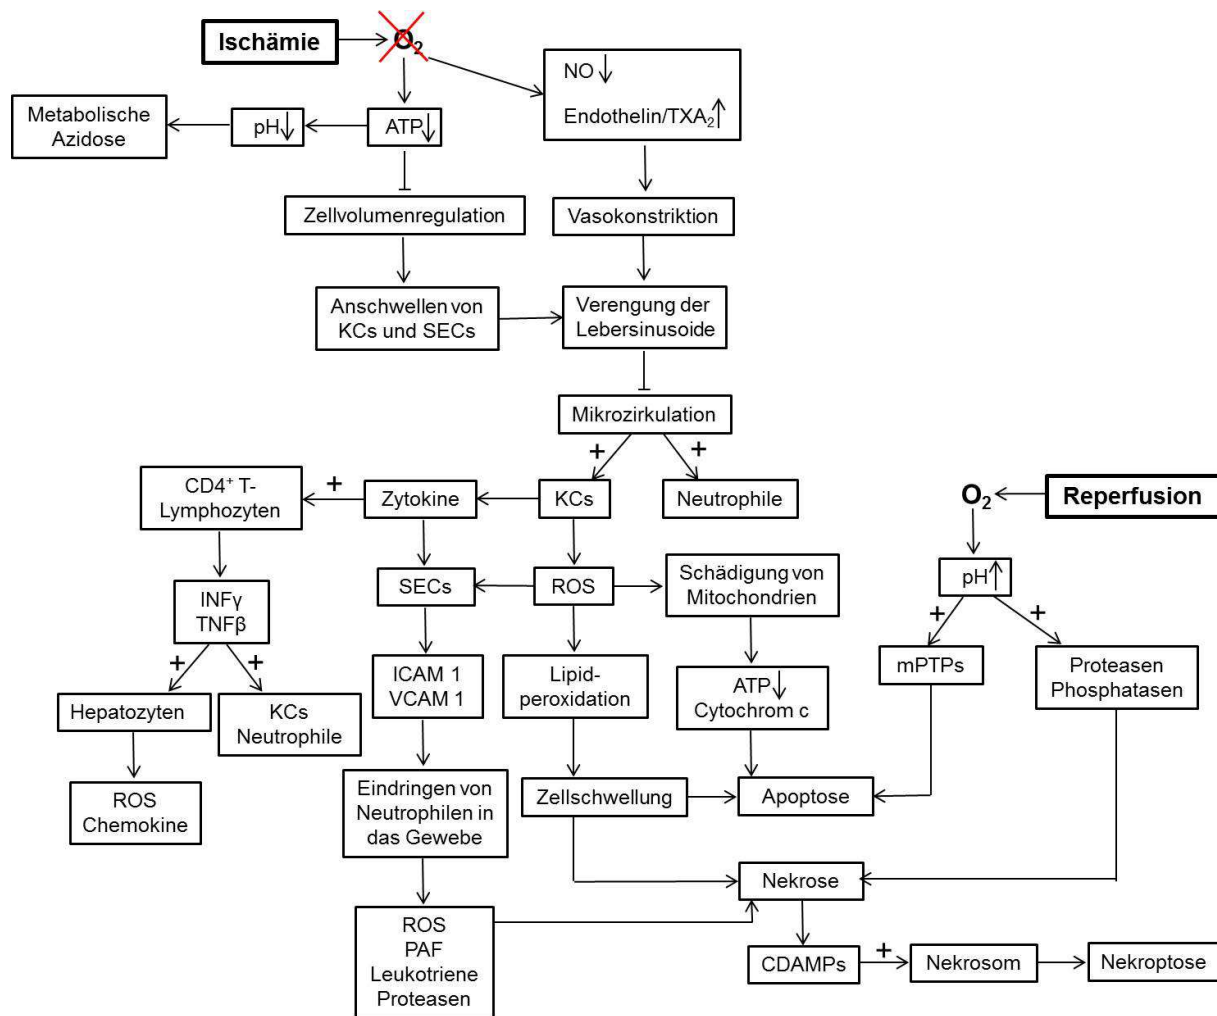 Ischämie
O2
NO↓
Endothelin/TXA2↑
Metabolische
Azidose
pH↓
ATP↓
Zellvolumenregulation
Vasokonstriktion
Anschwellen von
KCs und SECs
Verengung der
Lebersinusoide
Mikrozirkulation
+
+
CD4+ T-
Lymphozyten
+
Zytokine
KCs
Neutrophile
O2
Reperfusion
INFγ
TNFβ
SECs
ROS
Schädigung von
Mitochondrien
pH↑
+
+
+
+
Hepatozyten
KCs
Neutrophile
ICAM 1
VCAM 1
Lipid-
peroxidation
ATP↓
Cytochrom c
mPTPs
Proteasen
Phosphatasen
ROS
Chemokine
Eindringen von
Neutrophilen in
das Gewebe
Zellschwellung
Apoptose
Nekrose
ROS
PAF
Leukotriene
Proteasen
CDAMPs
+
Nekrosom
Nekroptose